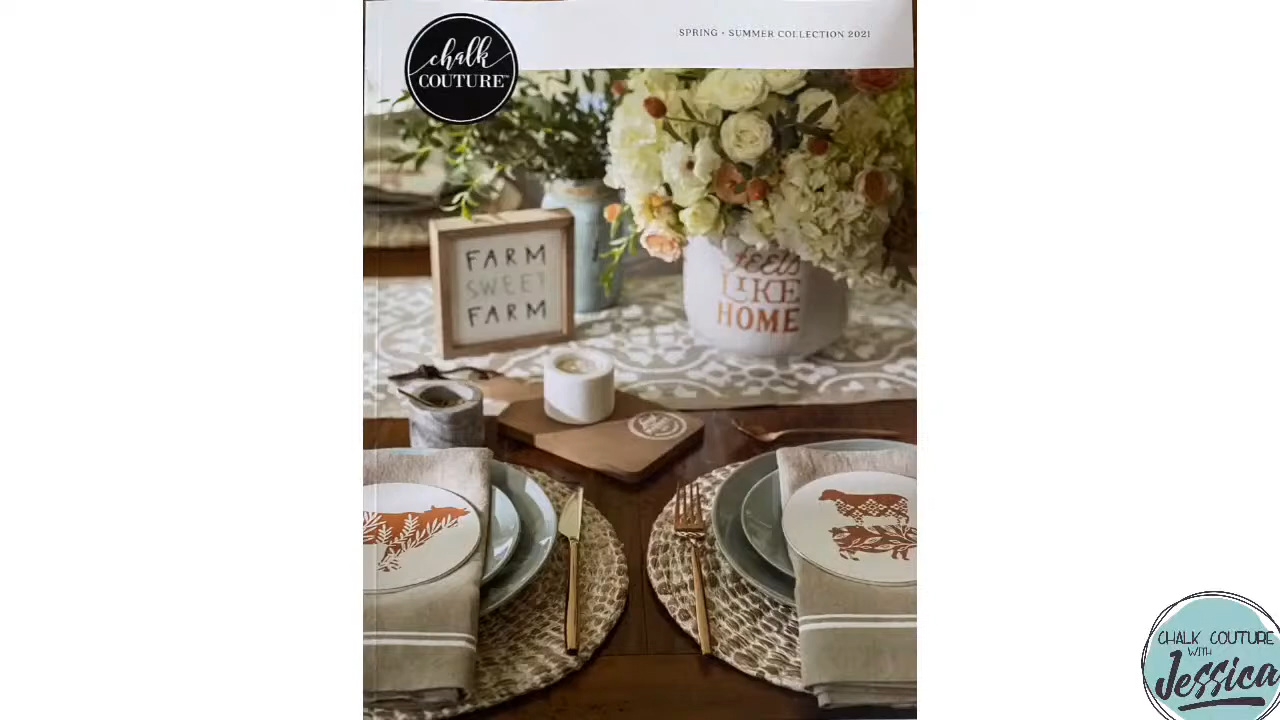 chalk
COUTURE
SPRING • SUMMER COLLECTION 2021
FARM
SWEET
FARM
feels
LIKE
HOME
CHALK COUTURE
WITH
Jessica